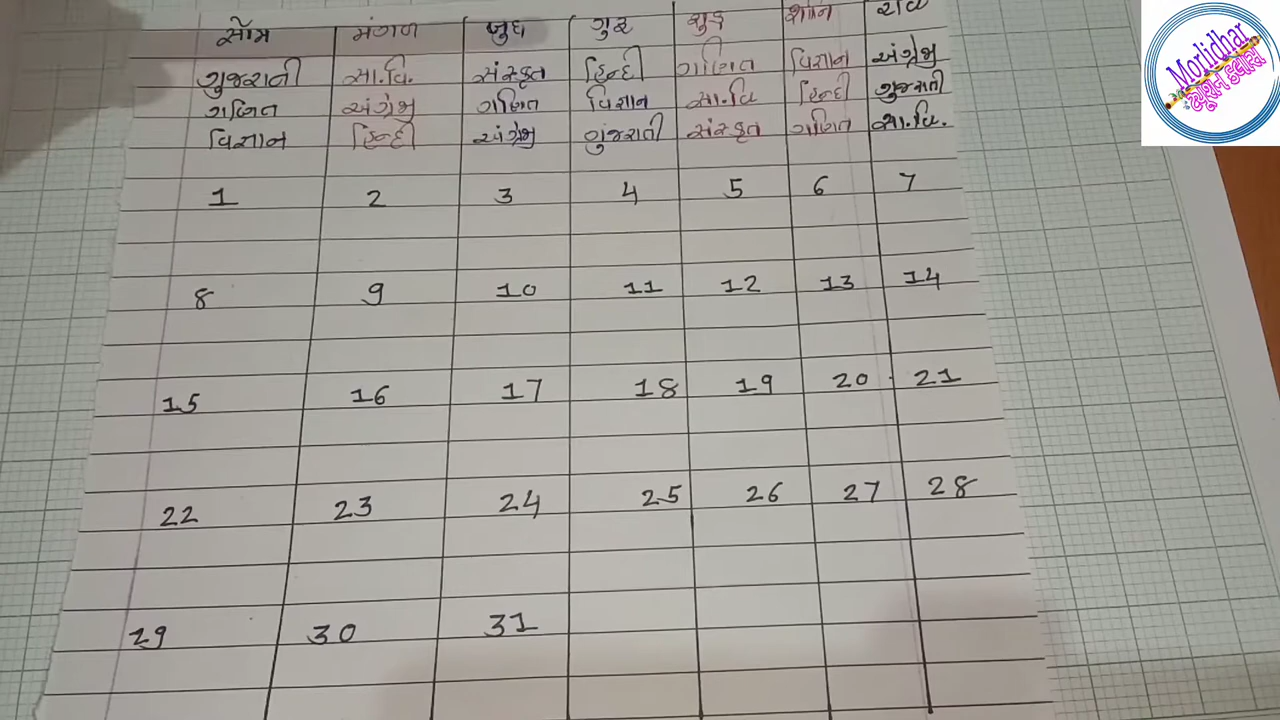 સોમ મંગળ બુધ ગુરૂ શુક્ર શનિ રવિ
ગુજરાતી સા.વિ. સંસ્કૃત હિન્દી ગણિત વિજ્ઞાન અંગ્રેજી
ગણિત અંગ્રેજી ગણિત વિજ્ઞાન સા.વિ હિન્દી ગુજરાતી
વિજ્ઞાન હિન્દી અંગ્રેજી ગુજરાતી સંસ્કૃત ગણિત સા.વિ.
1 2 3 4 5 6 7
8 9 10 11 12 13 14
15 16 17 18 19 20 21
22 23 24 25 26 27 28
29 30 31
Morlidhar
ટ્યુશન ક્લાસ